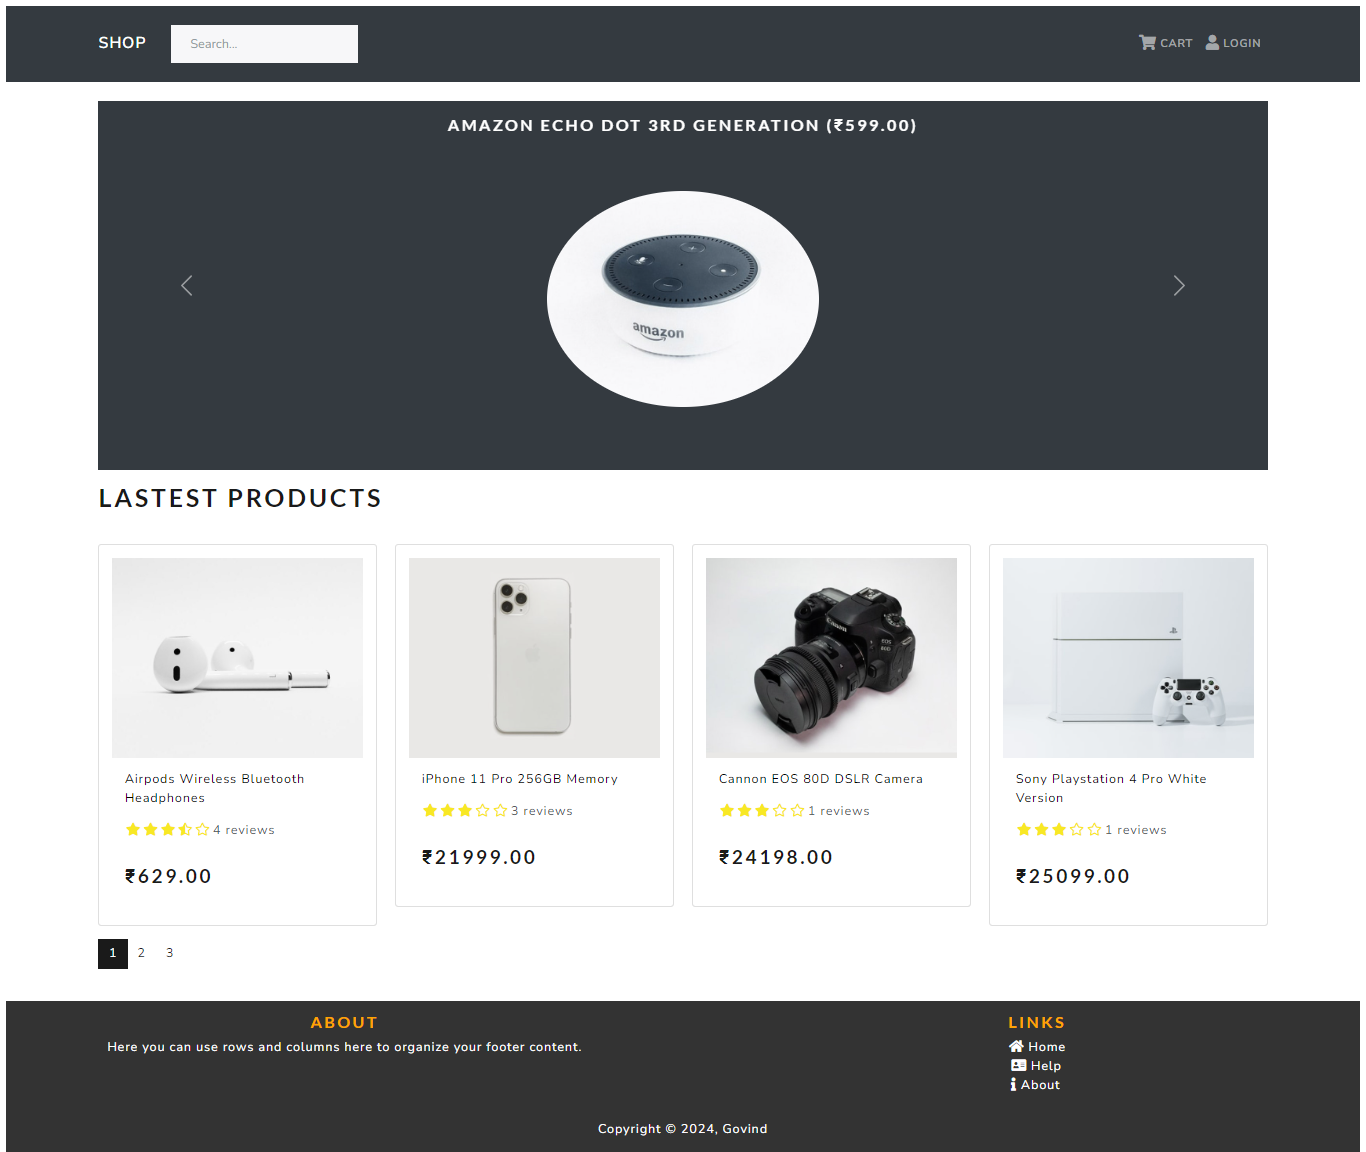 SHOP
Search...
CART
LOGIN
AMAZON ECHO DOT 3RD GENERATION (₹599.00)
amazon
LASTEST PRODUCTS
Canon
EOS
80D
Airpods Wireless Bluetooth
Headphones
4 reviews
₹629.00
iPhone 11 Pro 256GB Memory
3 reviews
₹21999.00
Cannon EOS 80D DSLR Camera
1 reviews
₹24198.00
Sony Playstation 4 Pro White
Version
1 reviews
₹25099.00
1 2 3
ABOUT
Here you can use rows and columns here to organize your footer content.
LINKS
Home
Help
About
Copyright © 2024, Govind